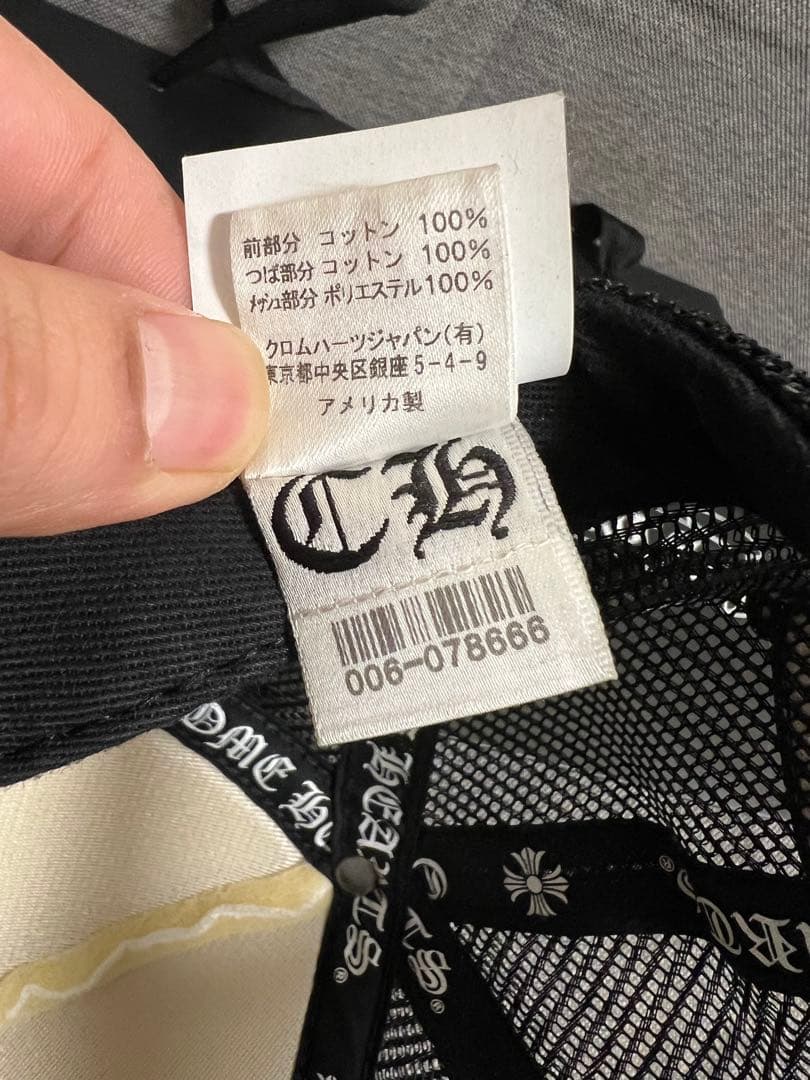 前部分 コットン 100%
つば部分 コットン 100%
メッシュ部分 ポリエステル 100%
クロムハーツジャパン(有)
東京都中央区銀座5-4-9
アメリカ製
CH
006-078666
OME H
HEARTS®